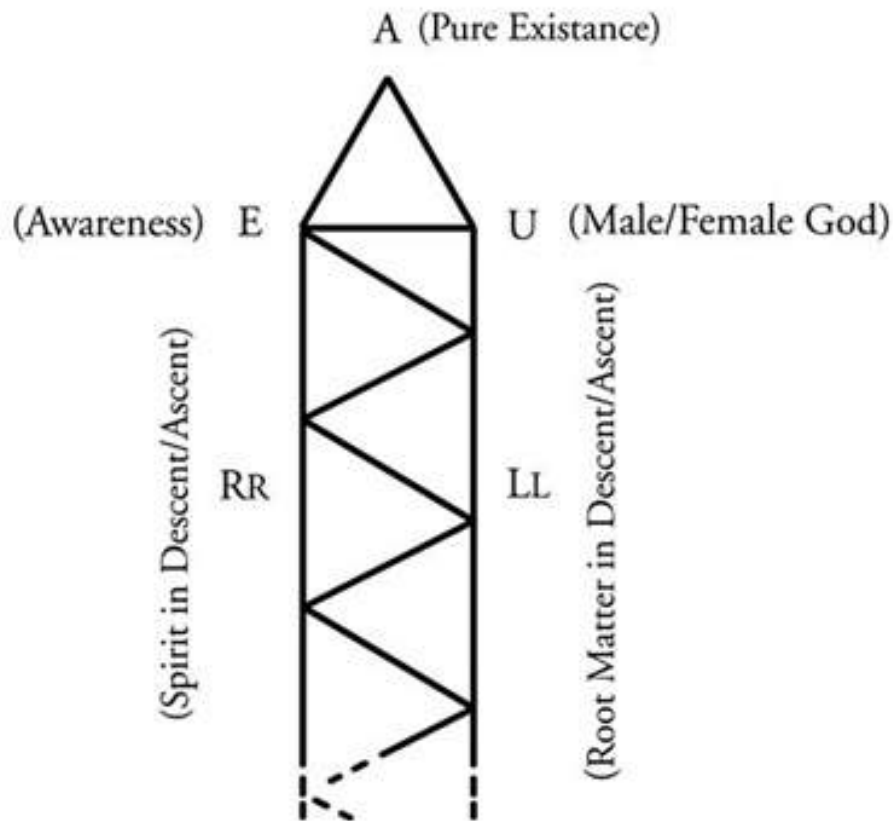 A (Pure Existance)
(Awareness) E U (Male/Female God)
(Spirit in Descent/Ascent)
RR
LL
(Root Matter in Descent/Ascent)